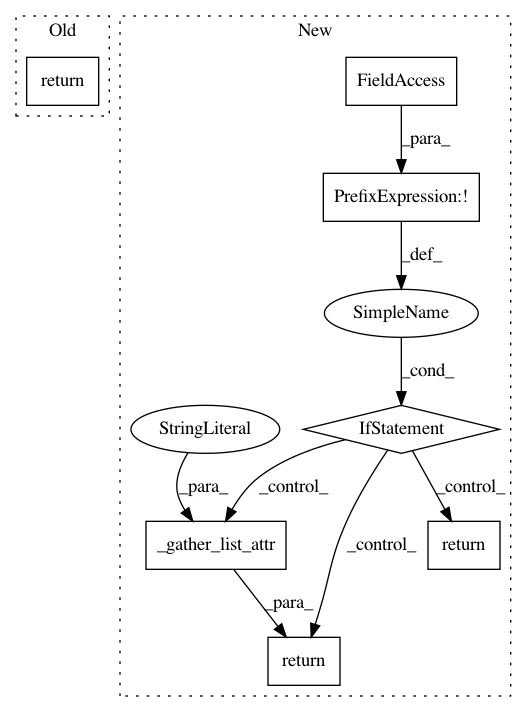 Old
New
return
FieldAccess
_para_
PrefixExpression:!
_def_
SimpleName
_cond_
StringLiteral
IfStatement
_para_
_control_
_control_
_control_
_gather_list_attr
return
_para_
return